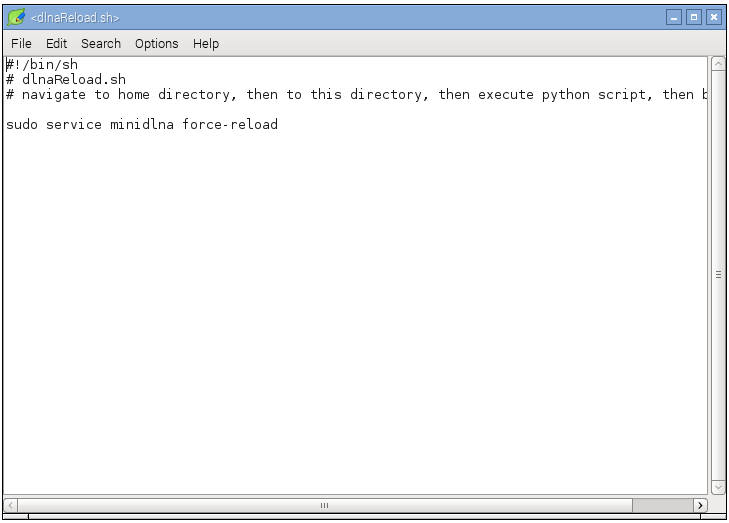 <dlnaReload.sh>
File Edit Search Options Help
#!/bin/sh
# dlnaReload.sh
# navigate to home directory, then to this directory, then execute python script, then
sudo service minidlna force-reload